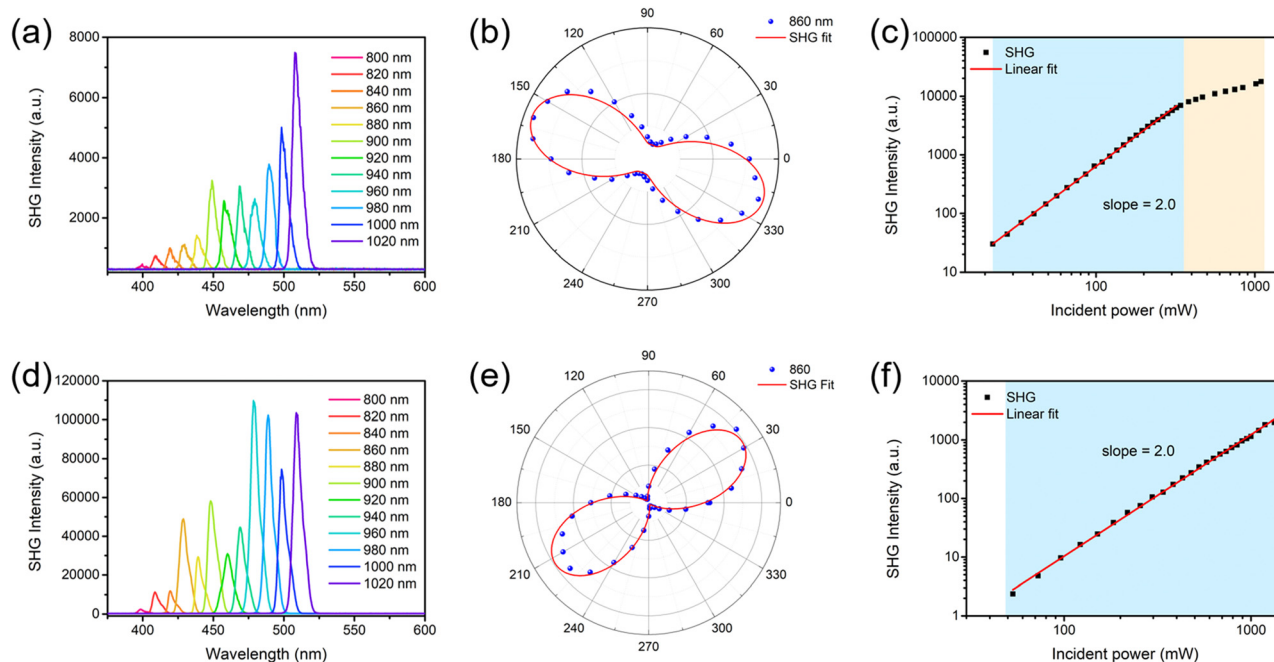 (a)
8000
6000
4000
2000
SHG Intensity (a.u.)
400
450
500
550
600
Wavelength (nm)
800 nm
820 nm
840 nm
860 nm
880 nm
900 nm
920 nm
940 nm
960 nm
980 nm
1000 nm
1020 nm
(b)
90
120
60
150
30
180
0
210
330
240
300
270
860 nm
SHG fit
(c)
100000
10000
1000
100
10
SHG Intensity (a.u.)
SHG
Linear fit
slope = 2.0
100
1000
Incident power (mW)
(d)
120000
100000
80000
60000
40000
20000
0
SHG Intensity (a.u.)
400
450
500
550
600
Wavelength (nm)
800 nm
820 nm
840 nm
860 nm
880 nm
900 nm
920 nm
940 nm
960 nm
980 nm
1000 nm
1020 nm
(e)
90
120
60
150
30
180
0
210
330
240
300
270
860
SHG Fit
(f)
10000
1000
100
10
1
SHG Intensity (a.u.)
SHG
Linear fit
slope = 2.0
100
1000
Incident power (mW)